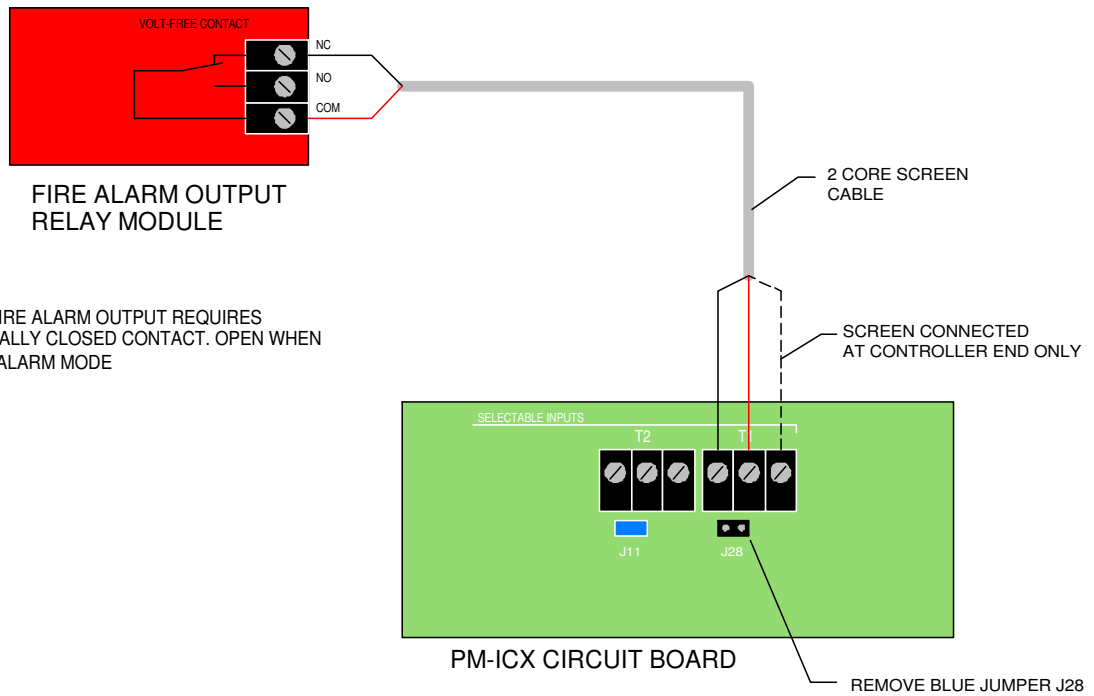 VOLT-FREE CONTACT
NC
NO
COM
FIRE ALARM OUTPUT
RELAY MODULE
2 CORE SCREEN
CABLE
IRE ALARM OUTPUT REQUIRES
ALLY CLOSED CONTACT. OPEN WHEN
ALARM MODE
SCREEN CONNECTED
AT CONTROLLER END ONLY
SELECTABLE INPUTS
T2
T1
J11
J28
PM-ICX CIRCUIT BOARD
REMOVE BLUE JUMPER J28